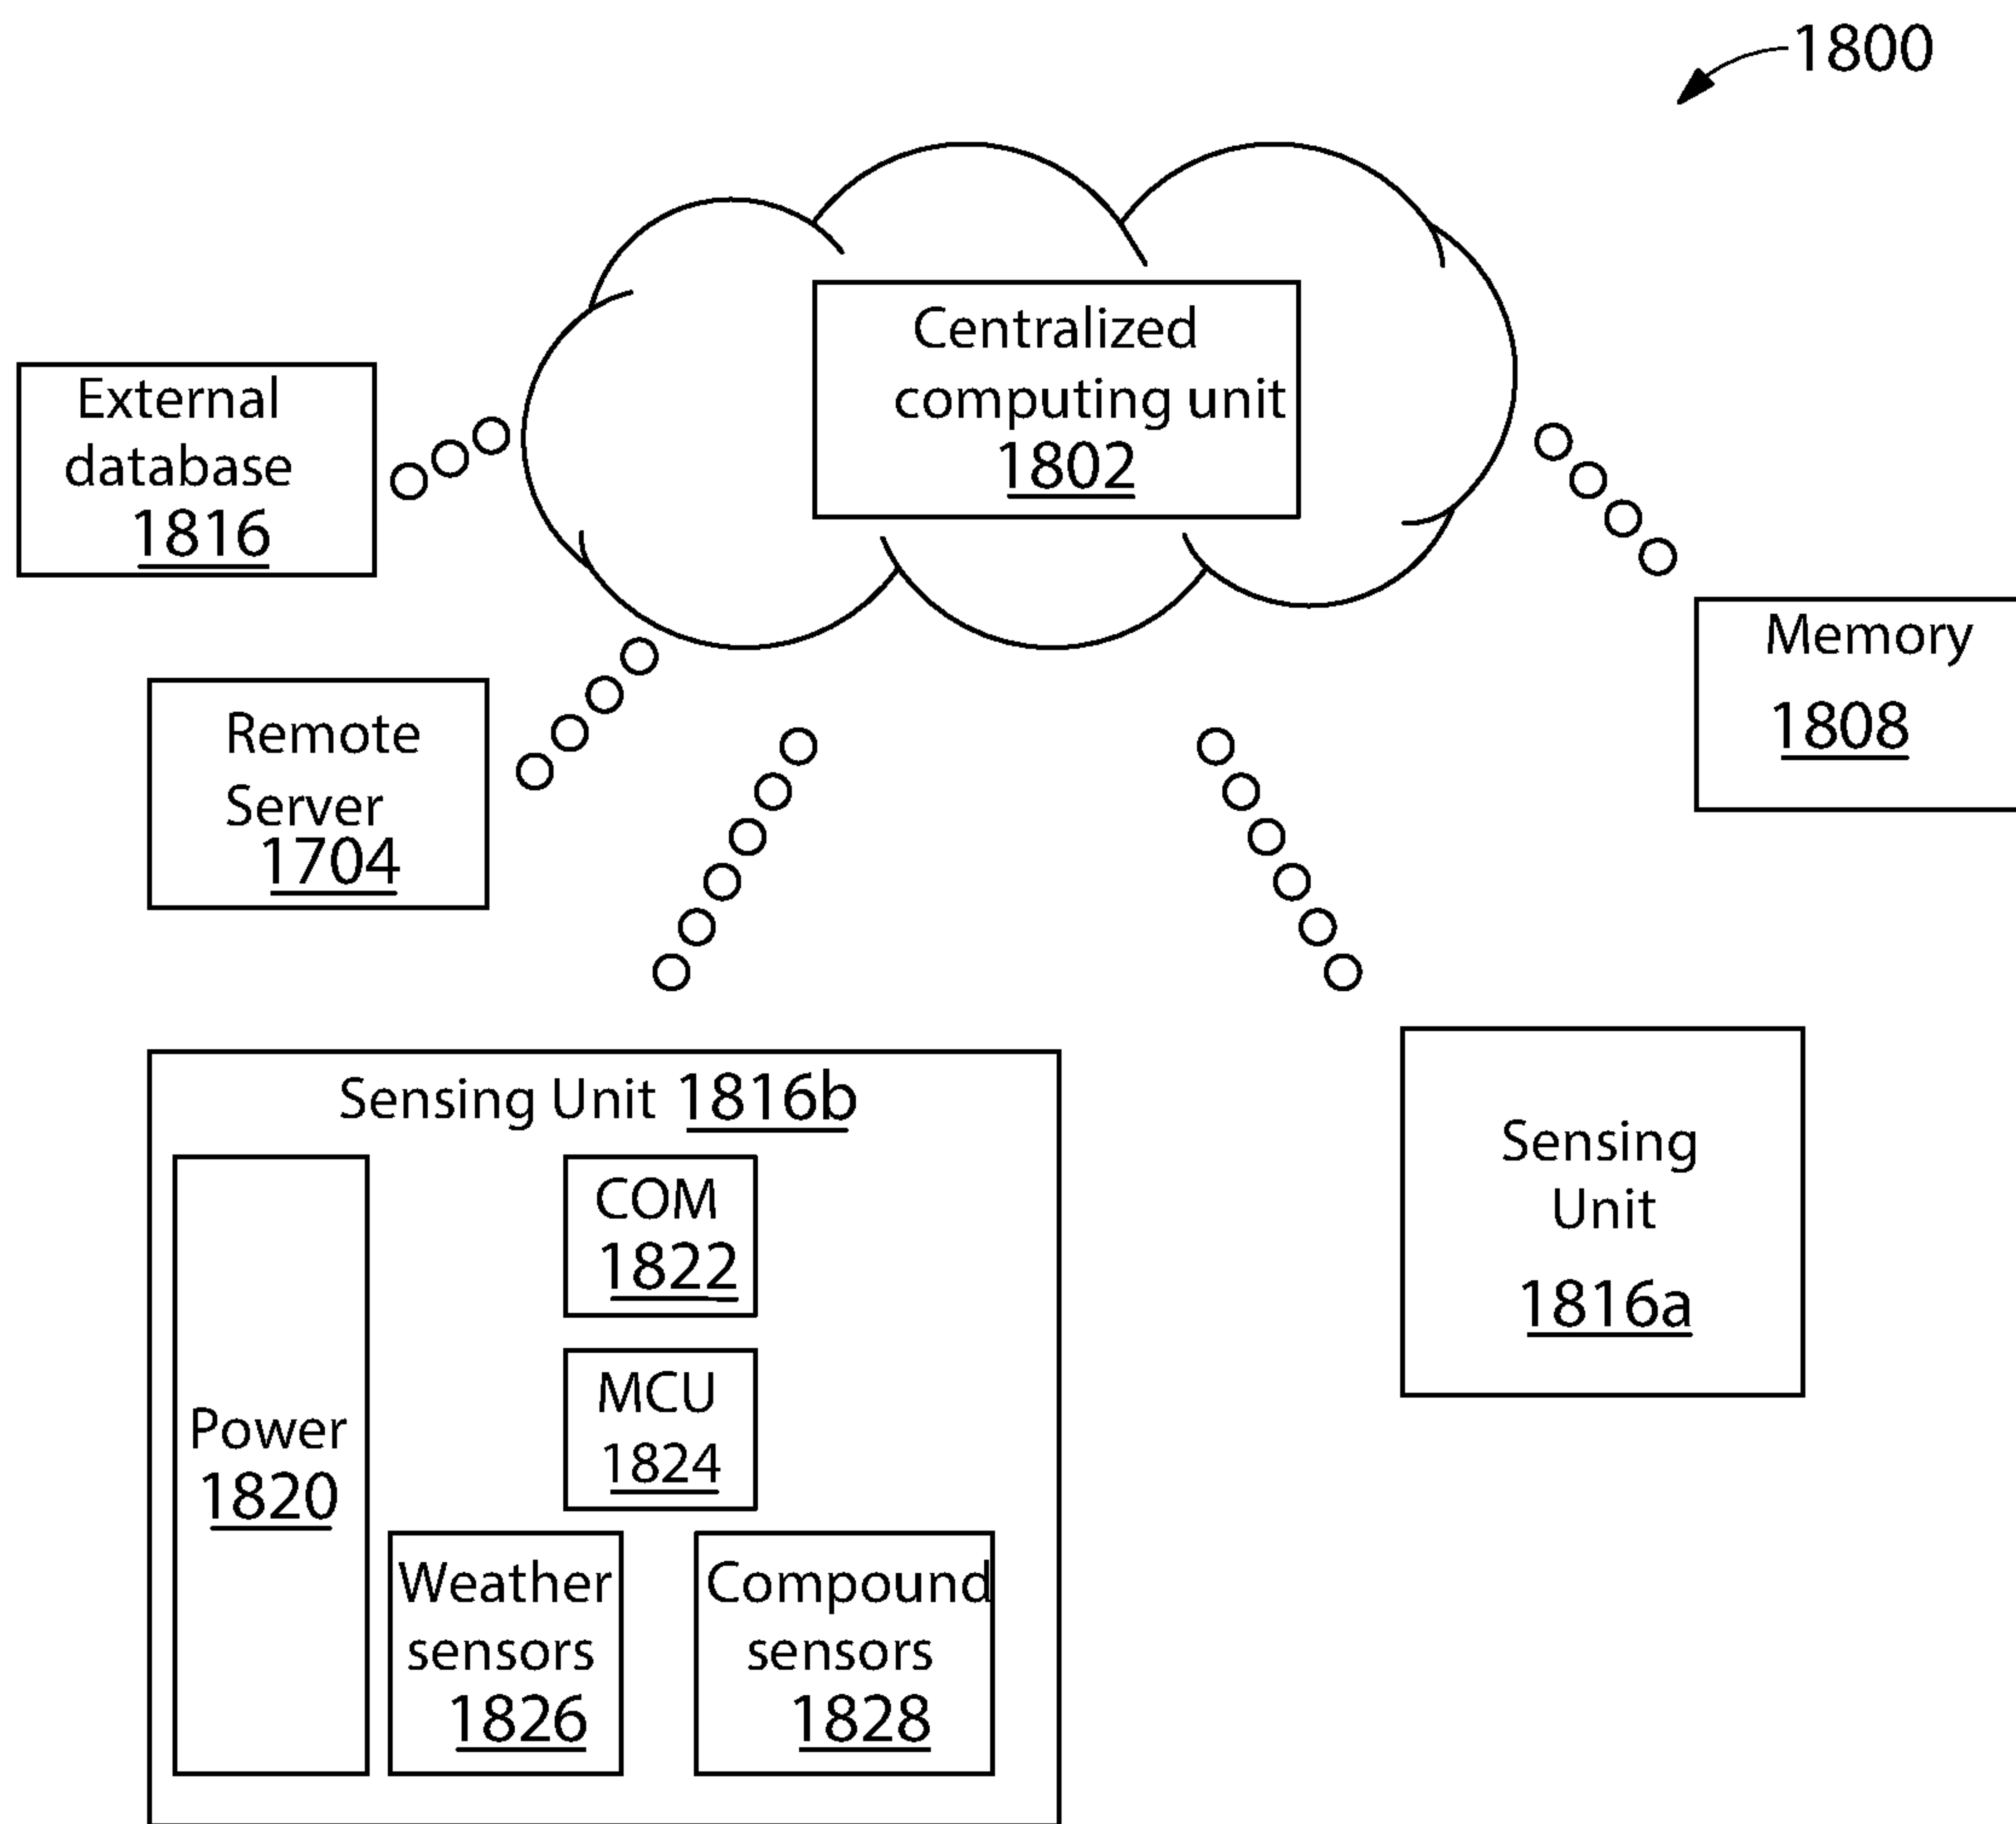 1800
Centralized
computing unit
1802
External
database
1816
Memory
1808
Remote
Server
1704
Sensing Unit 1816b
COM
1822
MCU
1824
Power
1820
Weather
sensors
1826
Compound
sensors
1828
Sensing
Unit
1816a